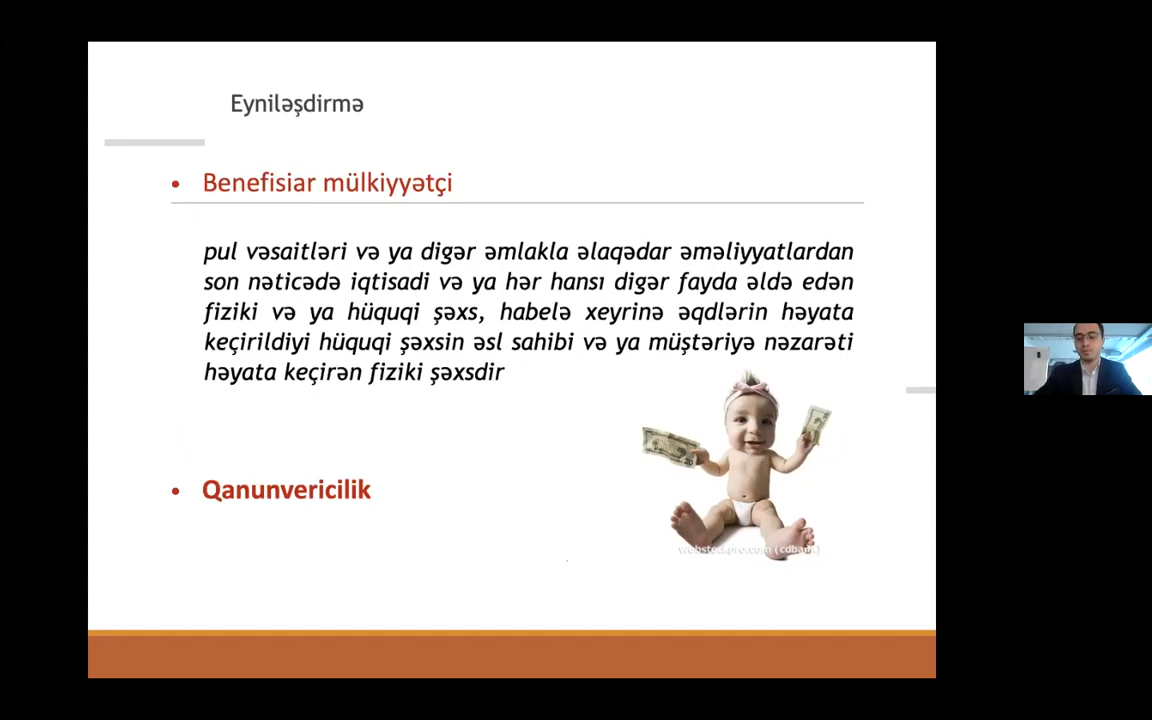 Eyniləşdirmə
• Benefisiar mülkiyyətçi
pul vəsaitləri və ya digər əmlakla əlaqədar əməliyyatlardan
son nəticədə iqtisadi və ya hər hansı digər fayda əldə edən
fiziki və ya hüquqi şəxs, habelə xeyrinə əqdlərin həyata
keçirildiyi hüquqi şəxsin əsl sahibi və ya müştəriyə nəzarəti
həyata keçirən fiziki şəxsdir
20
• Qanunvericilik
(cdbank)